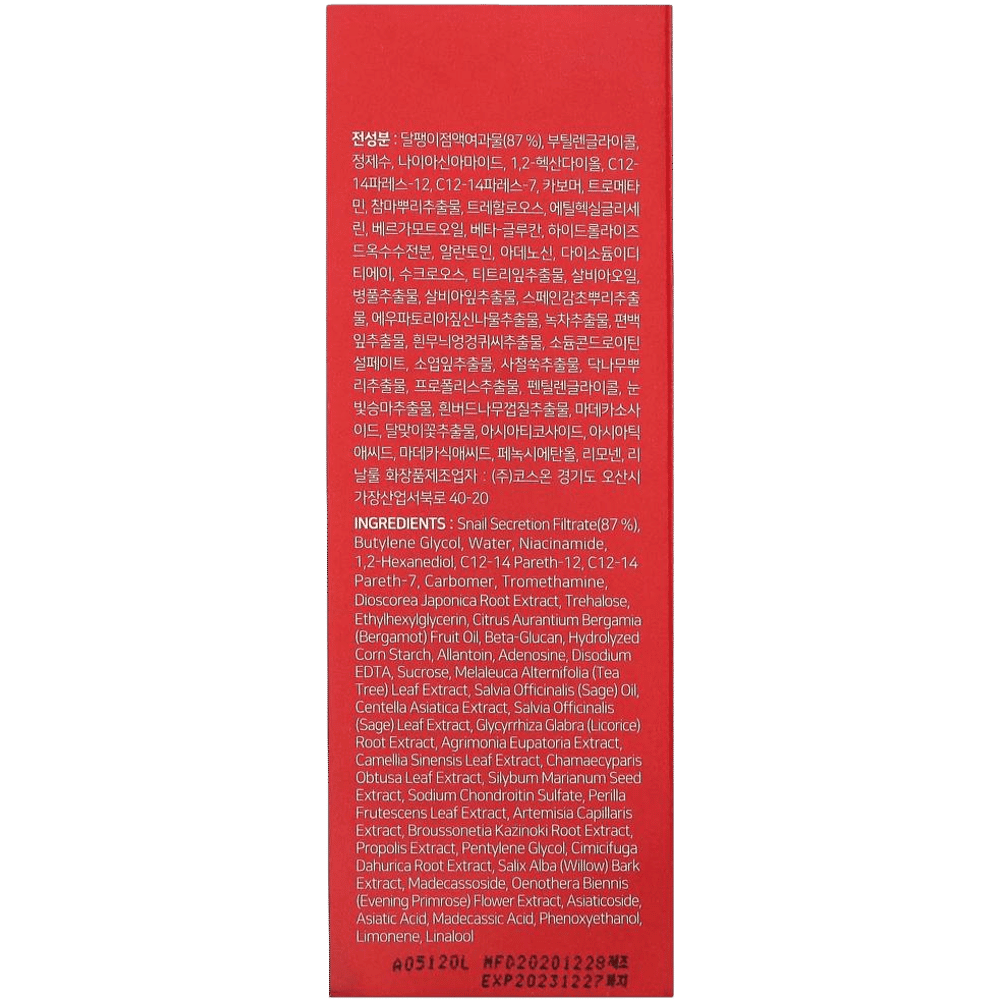 전성분 : 달팽이점액여과물(87 %), 부틸렌글라이콜,
정제수, 나이아신아마이드, 1,2-헥산다이올, C12-
14파레스-12, C12-14파레스-7, 카보머, 트로메타
민, 참마뿌리추출물, 트레할로오스, 에틸헥실글리세
린, 베르가모트오일, 베타-글루칸, 하이드롤라이즈
드옥수수전분, 알란토인, 아데노신, 다이소듐이디
티에이, 수크로오스, 티트리잎추출물, 살비아오일,
병풀추출물, 살비아잎추출물, 스페인감초뿌리추출
물, 에우파토리아짚신나물추출물, 녹차추출물, 편백
잎추출물, 흰무늬엉겅퀴씨추출물, 소듐콘드로이틴
설페이트, 소엽잎추출물, 사철쑥추출물, 닥나무뿌
리추출물, 프로폴리스추출물, 펜틸렌글라이콜, 눈
빛승마추출물, 흰버드나무껍질추출물, 마데카소사
이드, 달맞이꽃추출물, 아시아티코사이드, 아시아틱
애씨드, 마데카식애씨드, 페녹시에탄올, 리모넨, 리
날룰 화장품제조업자 : (주)코스온 경기도 오산시
가장산업서북로 40-20
INGREDIENTS : Snail Secretion Filtrate(87 %),
Butylene Glycol, Water, Niacinamide,
1,2-Hexanediol, C12-14 Pareth-12, C12-14
Pareth-7, Carbomer, Tromethamine,
Dioscorea Japonica Root Extract, Trehalose,
Ethylhexylglycerin, Citrus Aurantium Bergamia
(Bergamot) Fruit Oil, Beta-Glucan, Hydrolyzed
Corn Starch, Allantoin, Adenosine, Disodium
EDTA, Sucrose, Melaleuca Alternifolia (Tea
Tree) Leaf Extract, Salvia Officinalis (Sage) Oil,
Centella Asiatica Extract, Salvia Officinalis
(Sage) Leaf Extract, Glycyrrhiza Glabra (Licorice)
Root Extract, Agrimonia Eupatoria Extract,
Camellia Sinensis Leaf Extract, Chamaecyparis
Obtusa Leaf Extract, Silybum Marianum Seed
Extract, Sodium Chondroitin Sulfate, Perilla
Frutescens Leaf Extract, Artemisia Capillaris
Extract, Broussonetia Kazinoki Root Extract,
Propolis Extract, Pentylene Glycol, Cimicifuga
Dahurica Root Extract, Salix Alba (Willow) Bark
Extract, Madecassoside, Oenothera Biennis
(Evening Primrose) Flower Extract, Asiaticoside,
Asiatic Acid, Madecassic Acid, Phenoxyethanol,
Limonene, Linalool
A05120L MFD20201228제조
EXP20231227까지